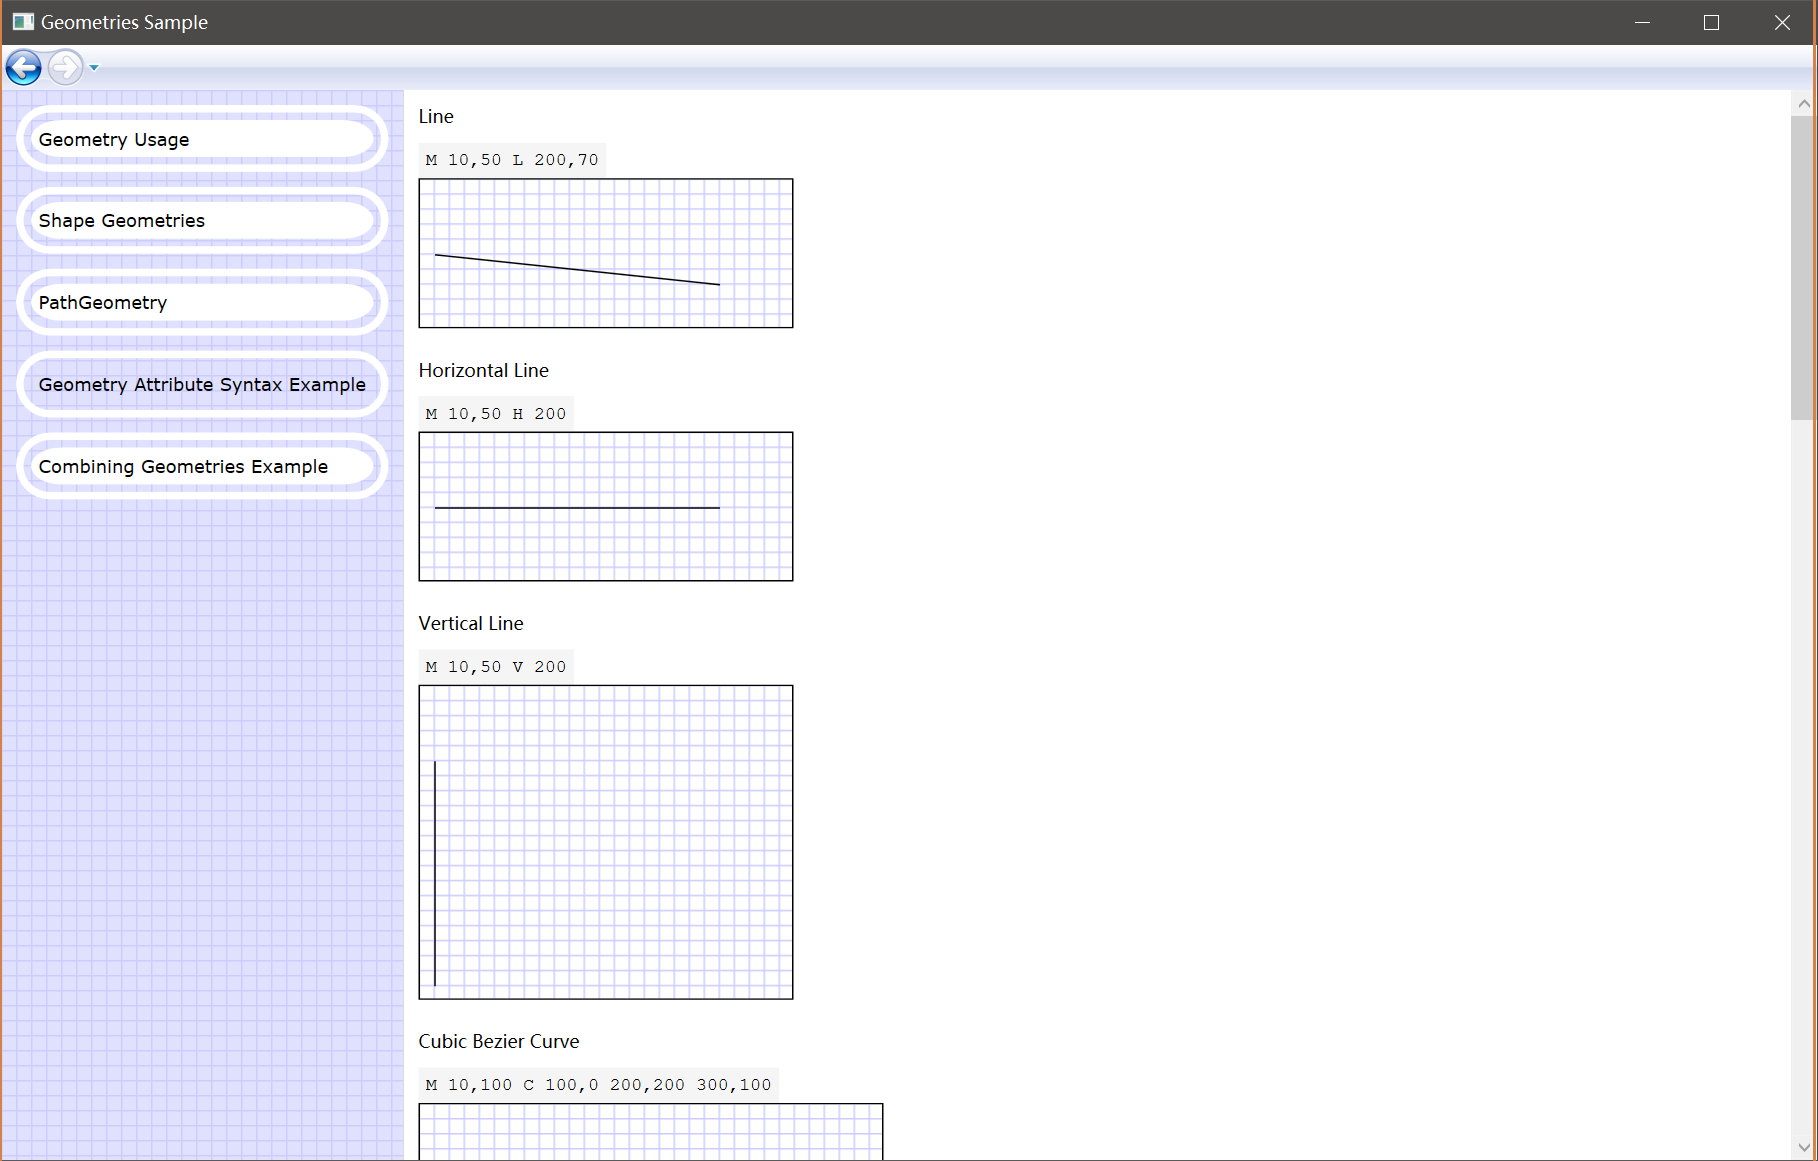 Geometries Sample
Geometry Usage
Shape Geometries
PathGeometry
Geometry Attribute Syntax Example
Combining Geometries Example
Line
M 10,50 L 200,70
Horizontal Line
M 10,50 H 200
Vertical Line
M 10,50 V 200
Cubic Bezier Curve
M 10,100 C 100,0 200,200 300,100